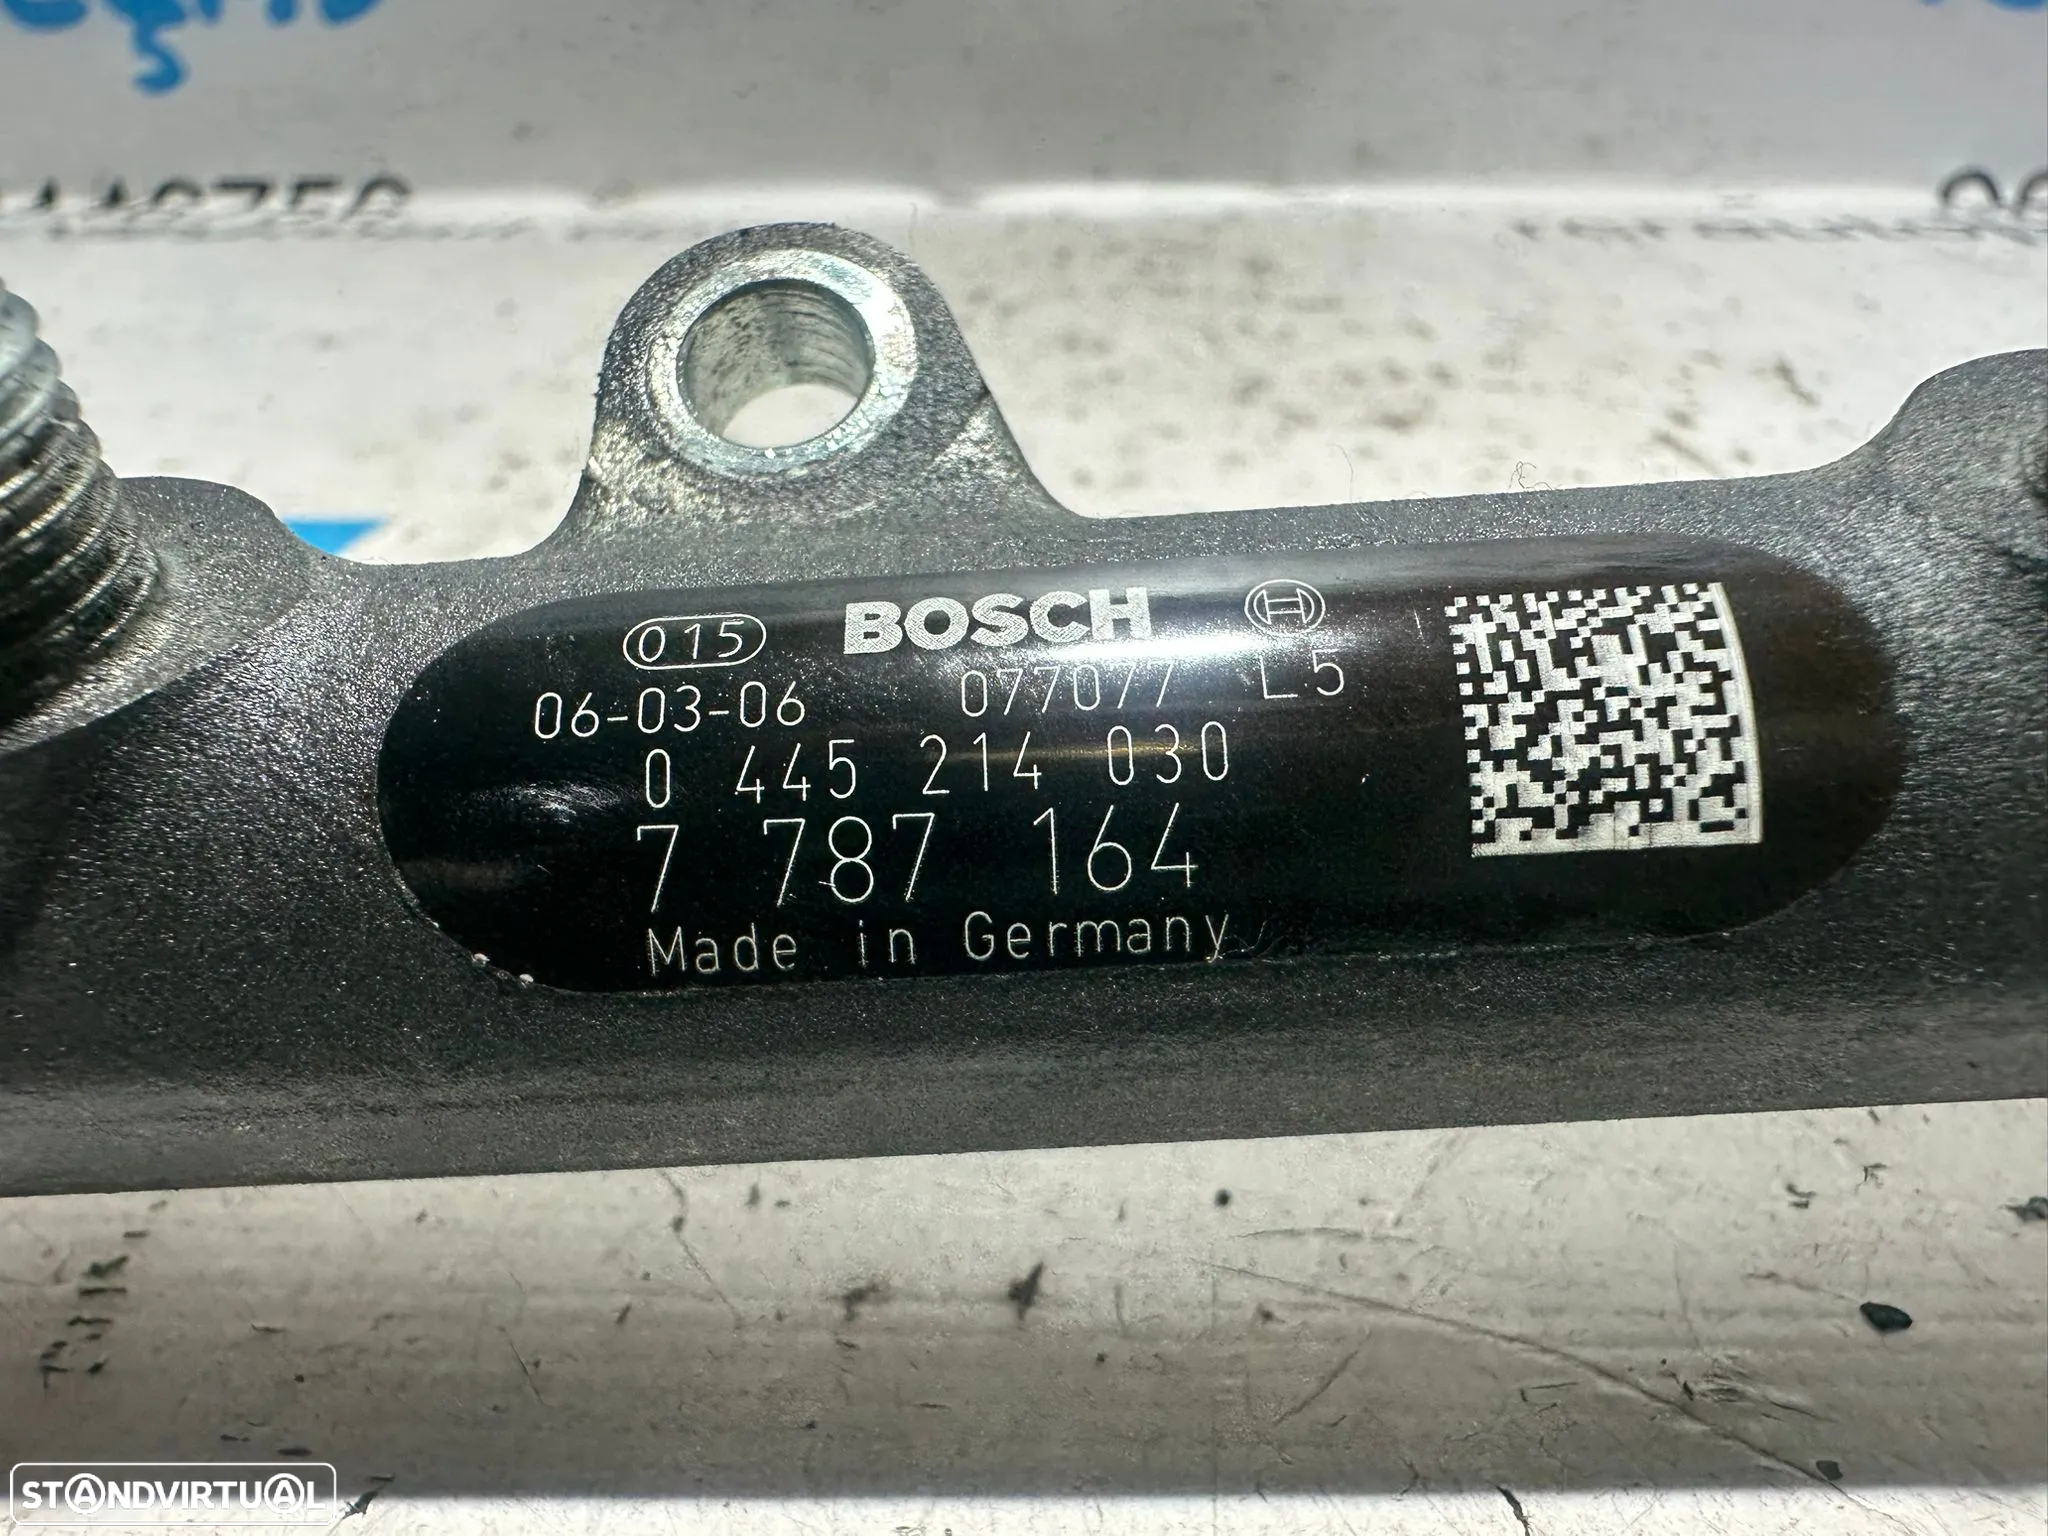 015 BOSCH
06-03-06 077077 L5
0 445 214 030
7 787 164
Made in Germany
STANDVIRTUAL